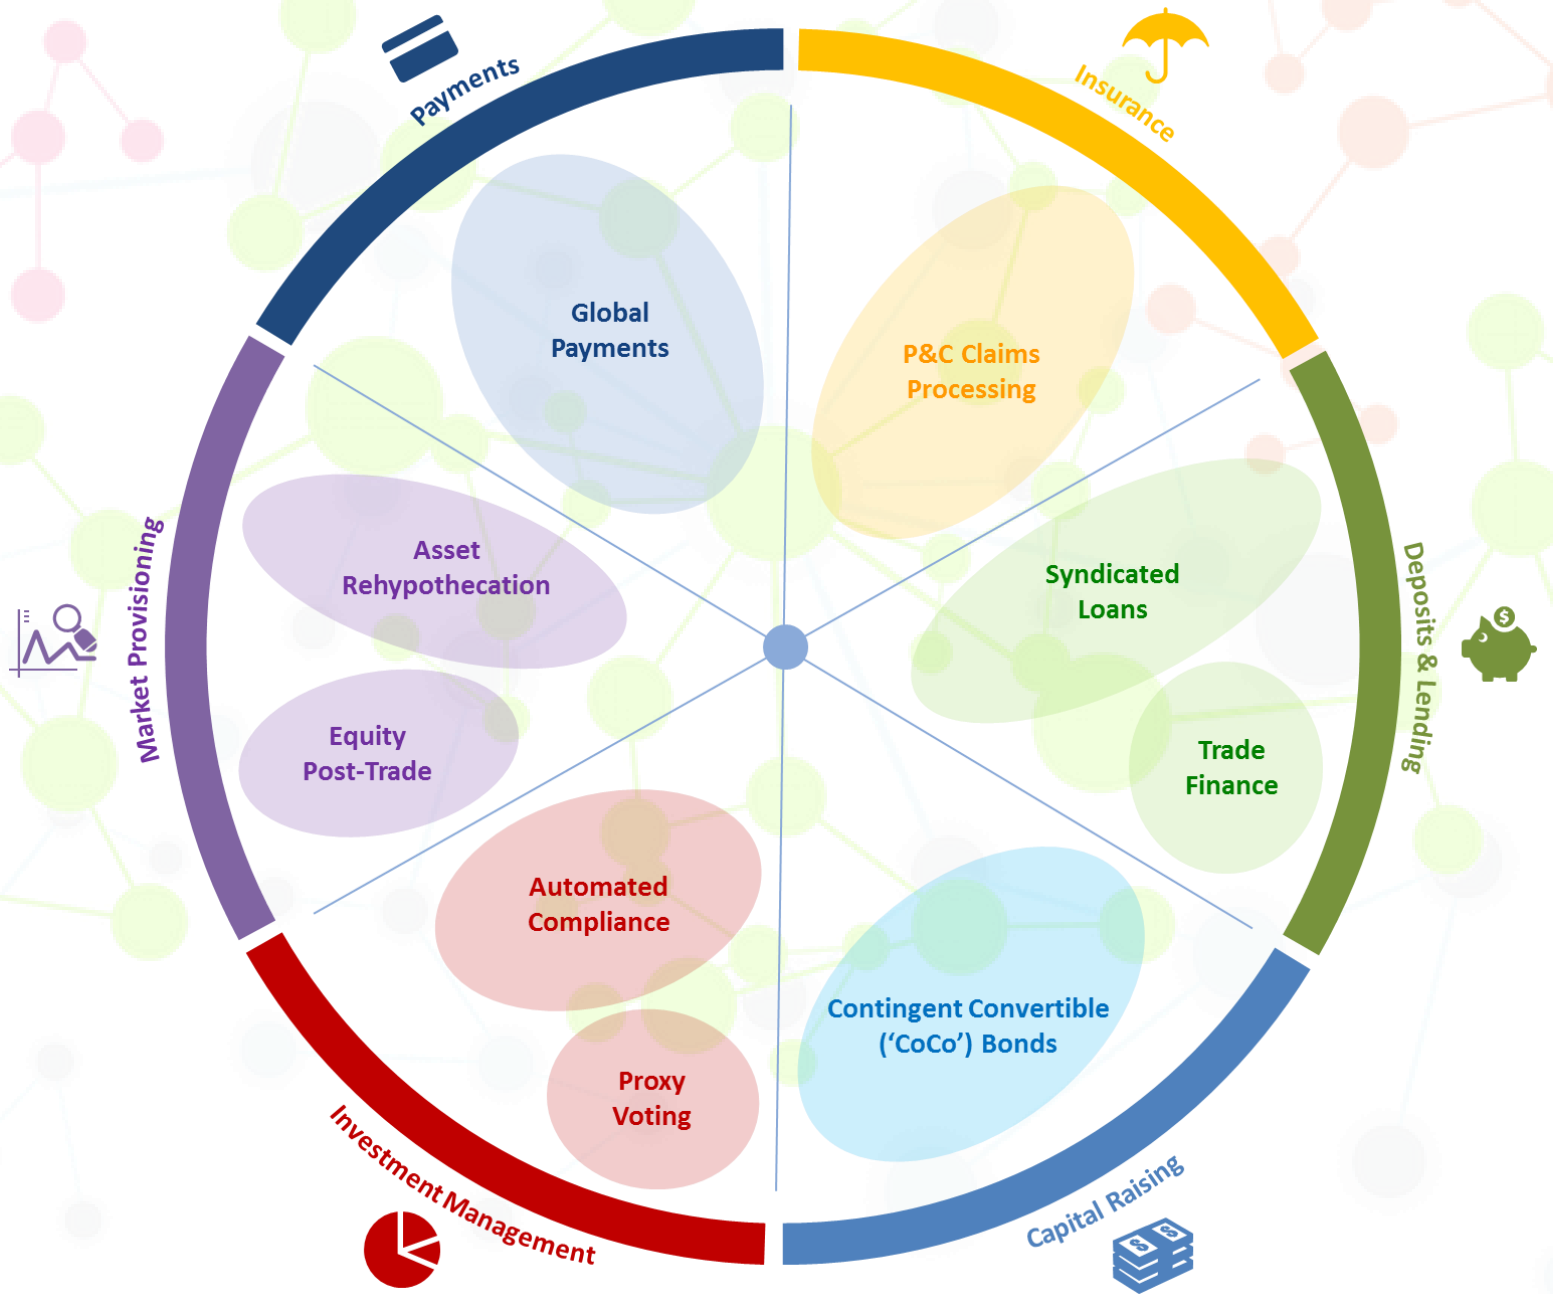 Payments
Insurance
Global
Payments
P&C Claims
Processing
Market Provisioning
Asset
Rehypothecation
Equity
Post-Trade
Syndicated
Loans
Trade
Finance
Deposits & Lending
Automated
Compliance
Proxy
Voting
Contingent Convertible
(‘CoCo’) Bonds
Investment Management
Capital Raising
$
$
$